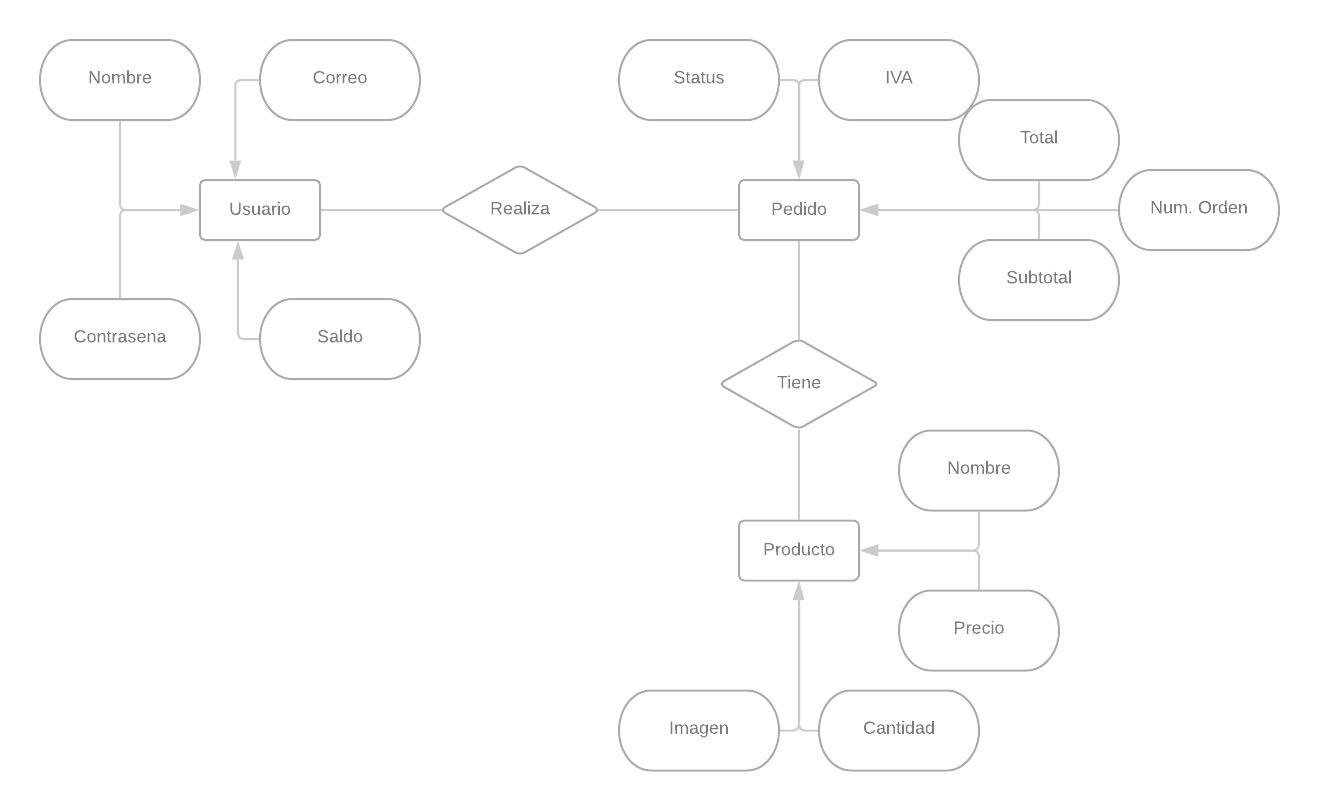 Nombre
Correo
Status
IVA
Total
Usuario
Realiza
Pedido
Num. Orden
Subtotal
Contrasena
Saldo
Tiene
Nombre
Producto
Precio
Imagen
Cantidad